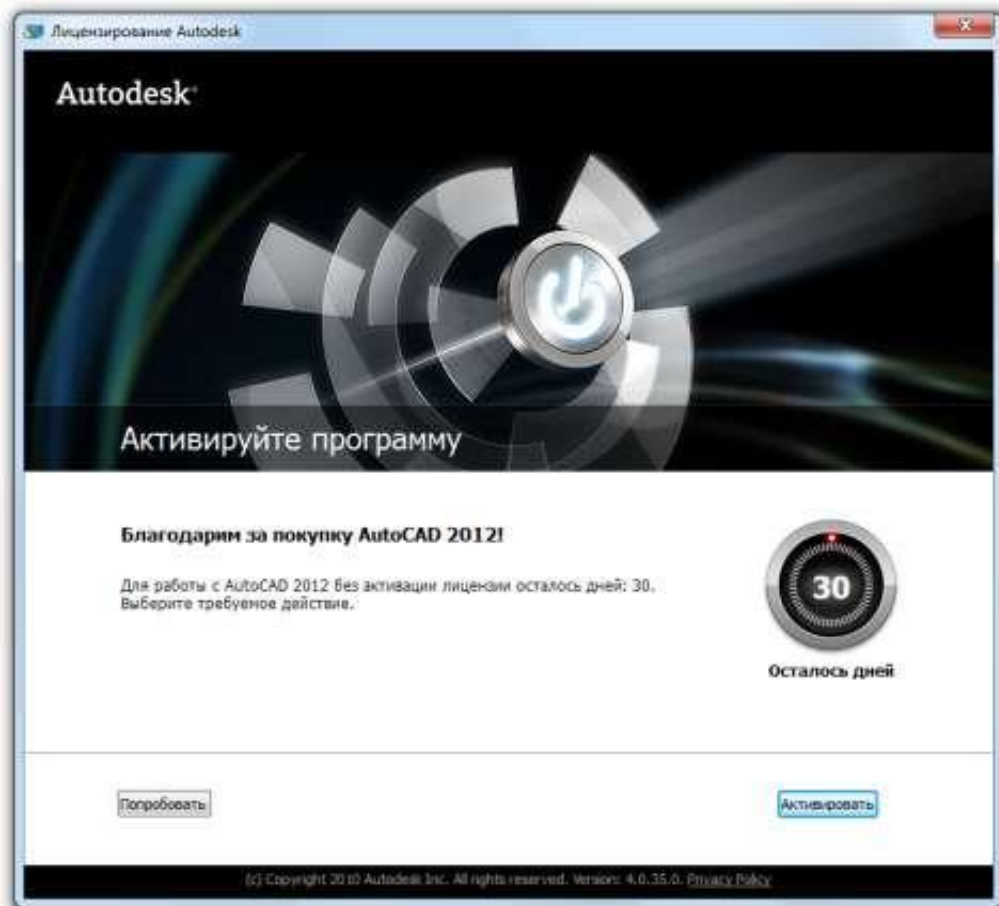 Лицензирование Autodesk
Autodesk
Активируйте программу
Благодарим за покупку AutoCAD 2012!
Для работы с AutoCAD 2012 без активации лицензии осталось дней: 30.
Выберите требуемое действие.
30
Осталось дней
Попробовать
Активировать
(c) Copyright 2010 Autodesk Inc. All rights reserved. Version: 4.0.35.0. Privacy Policy